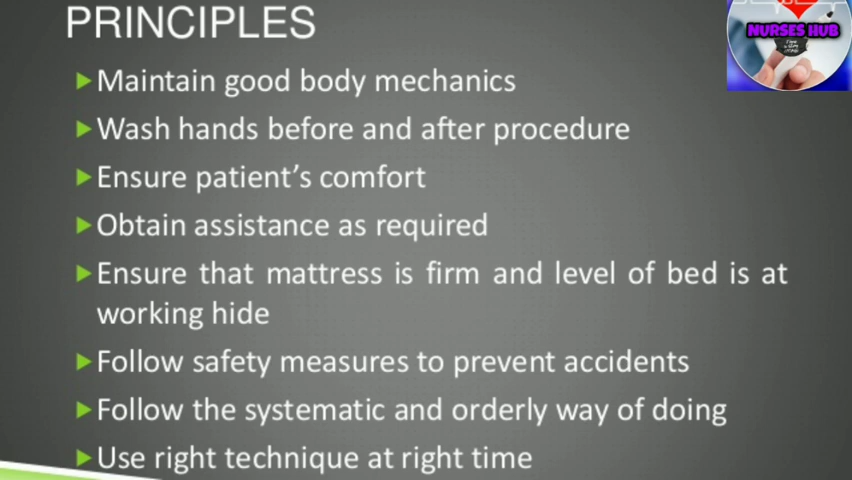 PRINCIPLES
NURSES HUB
▶Maintain good body mechanics
▶Wash hands before and after procedure
▶Ensure patient’s comfort
▶Obtain assistance as required
▶Ensure that mattress is firm and level of bed is at
working hide
▶Follow safety measures to prevent accidents
▶Follow the systematic and orderly way of doing
▶Use right technique at right time